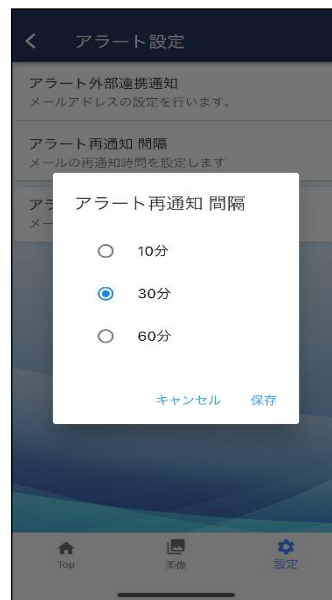 アラート設定
アラート外部連携通知
メールアドレスの設定を行います。
アラート再通知 間隔
メールの再通知時間を設定します
アラ
メー
アラート再通知 間隔
10分
30分
60分
キャンセル 保存
Top 画像 設定